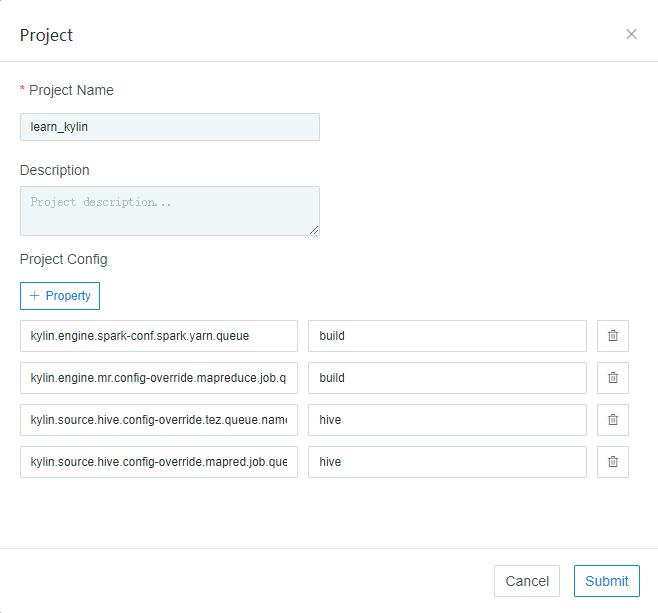 Project
* Project Name
learn_kylin
Description
Project description...
Project Config
+ Property
kylin.engine.spark-conf.spark.yarn.queue build
kylin.engine.mr.config-override.mapreduce.job.q build
kylin.source.hive.config-override.tez.queue.name hive
kylin.source.hive.config-override.mapred.job.que hive
Cancel Submit